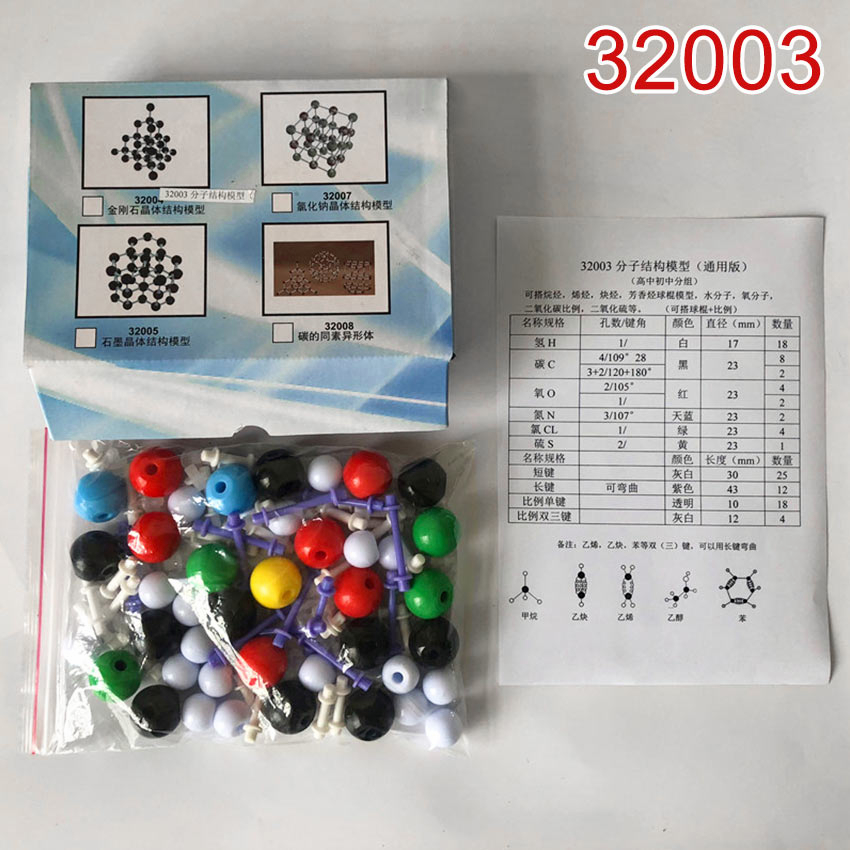 32003
32004
32003 分子结构模型（
金刚石晶体结构模型
32007
氯化钠晶体结构模型
32005
石墨晶体结构模型
32008
碳的同素异形体
32003 分子结构模型（通用版）
（高中初中分组）
可搭烷烃，烯烃，炔烃，芳香烃球棍模型，水分子，氧分子，
二氧化碳比例，二氧化硫等。 （可搭球棍+比例）
名称规格 孔数/键角 颜色 直径（mm） 数量
氢 H 1/ 白 17 18
碳 C 4/109°28 黑 23 8
3+2/120+180° 2
氧 O 2/105° 红 23 4
1/ 2
氮 N 3/107° 天蓝 23 2
氯 CL 1/ 绿 23 4
硫 S 2/ 黄 23 1
名称规格 颜色 长度（mm） 数量
短键 灰白 30 25
长键 可弯曲 紫色 43 12
比例单键 透明 10 18
比例双三键 灰白 12 4
备注：乙烯、乙炔、苯等双（三）键，可以用长键弯曲
甲烷 乙炔 乙烯 乙醇 苯